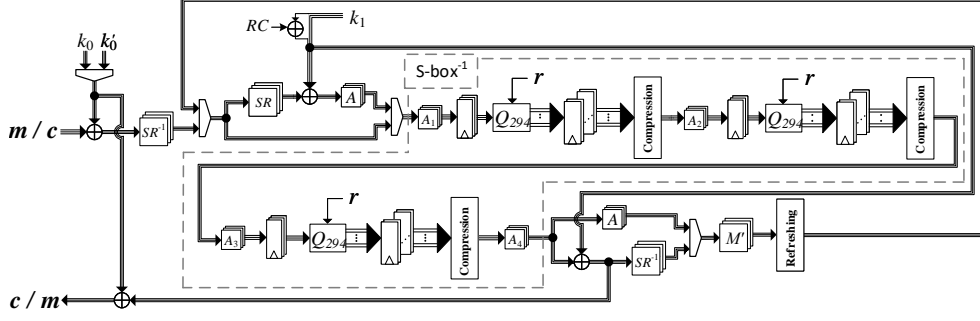 RC
k₁
k₀ k₀′
S-box⁻¹
r r
m / c
SR⁻¹
SR
A
A₁
Q₂₉₄
⋮ ⋮
Compression
A₂
Q₂₉₄
⋮ ⋮
Compression
r
A₃
Q₂₉₄
⋮ ⋮
Compression
A₄
A
SR⁻¹
M′
Refreshing
c / m